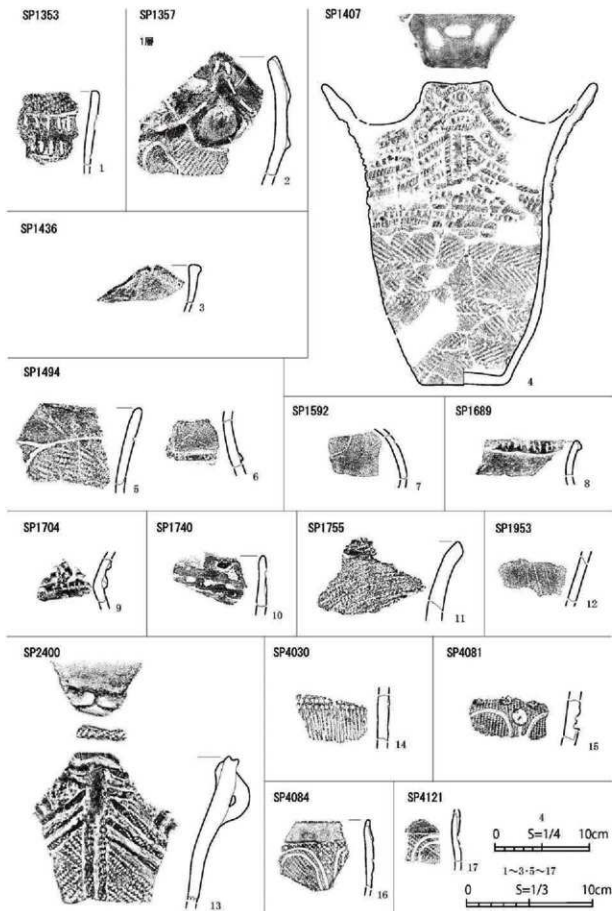 SP1353
1
SP1357
1層
2
SP1407
4
SP1436
3
SP1494
5
6
SP1592
7
SP1689
8
SP1704
9
SP1740
10
SP1755
11
SP1953
12
SP2400
13
SP4030
14
SP4081
15
SP4084
16
SP4121
17
4
0 S=1/4 10cm
1～3・5～17
0 S=1/3 10cm